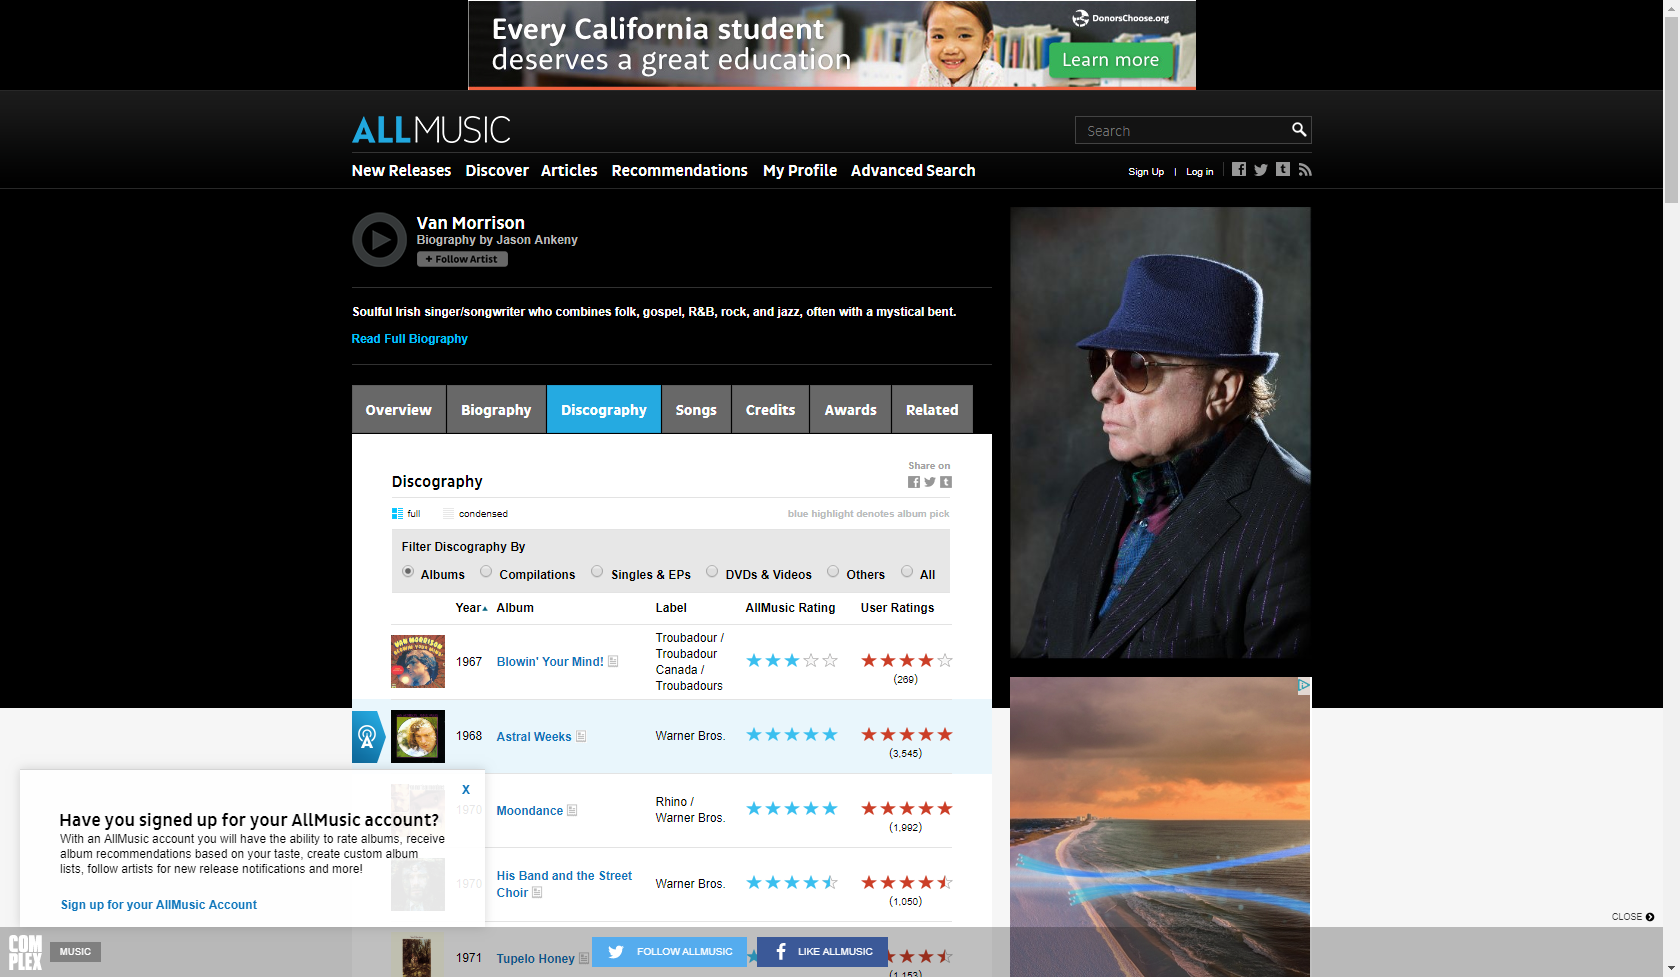 Every California student
deserves a great education
DonorsChoose.org
Learn more
ALLMUSIC
Search
New Releases Discover Articles Recommendations My Profile Advanced Search
Sign Up | Log in
Van Morrison
Biography by Jason Ankeny
+ Follow Artist
Soulful Irish singer/songwriter who combines folk, gospel, R&B, rock, and jazz, often with a mystical bent.
Read Full Biography
Overview Biography Discography Songs Credits Awards Related
Share on
Discography
full condensed blue highlight denotes album pick
Filter Discography By
Albums Compilations Singles & EPs DVDs & Videos Others All
Year Album Label AllMusic Rating User Ratings
1967 Blowin' Your Mind!
Troubadour /
Troubadour
Canada /
Troubadours
(269)
VAN MORRISON
BLOWIN' YOUR MIND!
1968 Astral Weeks Warner Bros.
(3,545)
1970 Moondance
Rhino /
Warner Bros.
(1,992)
1970 His Band and the Street
Choir
Warner Bros.
(1,050)
1971 Tupelo Honey
(1,153)
X
Have you signed up for your AllMusic account?
With an AllMusic account you will have the ability to rate albums, receive
album recommendations based on your taste, create custom album
lists, follow artists for new release notifications and more!
Sign up for your AllMusic Account
CLOSE
COM
PLEX
MUSIC
FOLLOW ALLMUSIC
LIKE ALLMUSIC